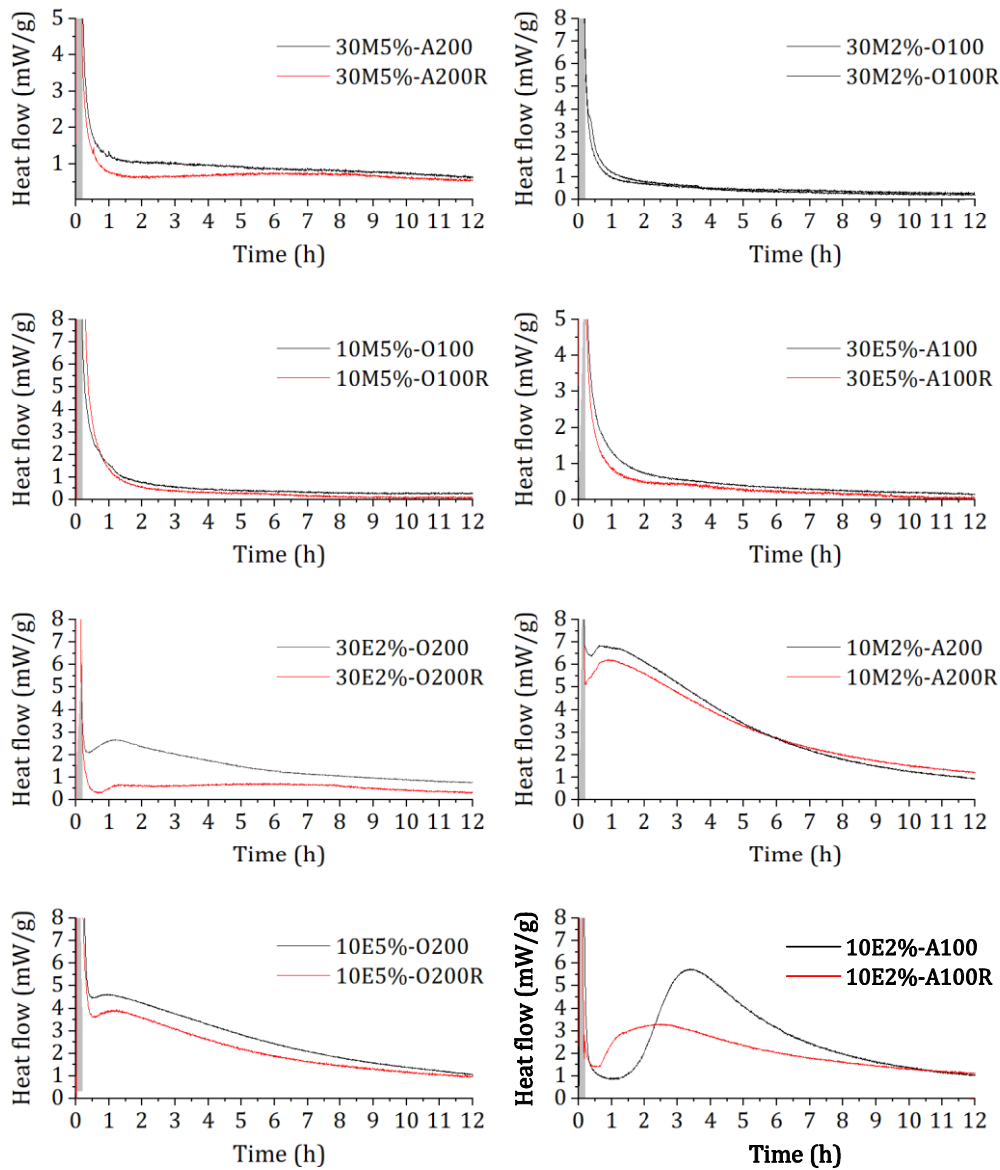 Heat flow (mW/g)
5
4
3
2
1
30M5%-A200
30M5%-A200R
0 1 2 3 4 5 6 7 8 9 10 11 12
Time (h)
Heat flow (mW/g)
8
7
6
5
4
3
2
1
0
30M2%-O100
30M2%-O100R
0 1 2 3 4 5 6 7 8 9 10 11 12
Time (h)
Heat flow (mW/g)
8
7
6
5
4
3
2
1
0
10M5%-O100
10M5%-O100R
0 1 2 3 4 5 6 7 8 9 10 11 12
Time (h)
Heat flow (mW/g)
5
4
3
2
1
0
30E5%-A100
30E5%-A100R
0 1 2 3 4 5 6 7 8 9 10 11 12
Time (h)
Heat flow (mW/g)
8
7
6
5
4
3
2
1
0
30E2%-O200
30E2%-O200R
0 1 2 3 4 5 6 7 8 9 10 11 12
Time (h)
Heat flow (mW/g)
8
7
6
5
4
3
2
1
0
10M2%-A200
10M2%-A200R
0 1 2 3 4 5 6 7 8 9 10 11 12
Time (h)
Heat flow (mW/g)
8
7
6
5
4
3
2
1
0
10E5%-O200
10E5%-O200R
0 1 2 3 4 5 6 7 8 9 10 11 12
Time (h)
Heat flow (mW/g)
8
7
6
5
4
3
2
1
0
10E2%-A100
10E2%-A100R
0 1 2 3 4 5 6 7 8 9 10 11 12
Time (h)